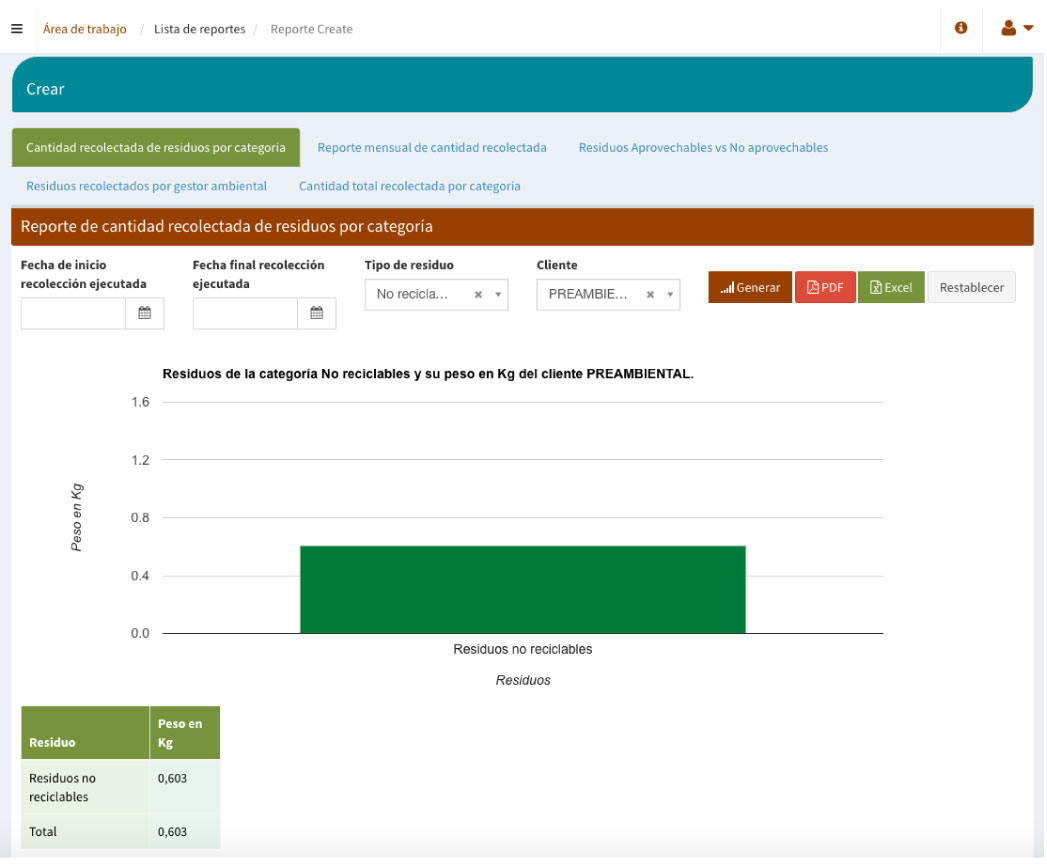 Área de trabajo / Lista de reportes / Reporte Create
Crear
Cantidad recolectada de residuos por categoría Reporte mensual de cantidad recolectada Residuos Aprovechables vs No aprovechables
Residuos recolectados por gestor ambiental Cantidad total recolectada por categoría
Reporte de cantidad recolectada de residuos por categoría
Fecha de inicio
recolección ejecutada
Fecha final recolección
ejecutada
Tipo de residuo
No recicla... ×
Cliente
PREAMBIE... ×
Generar PDF Excel Restablecer
Residuos de la categoría No reciclables y su peso en Kg del cliente PREAMBIENTAL.
1.6
1.2
0.8
0.4
0.0
Peso en Kg
Residuos no reciclables
Residuos
Residuo Peso en
Kg
Residuos no
reciclables 0,603
Total 0,603